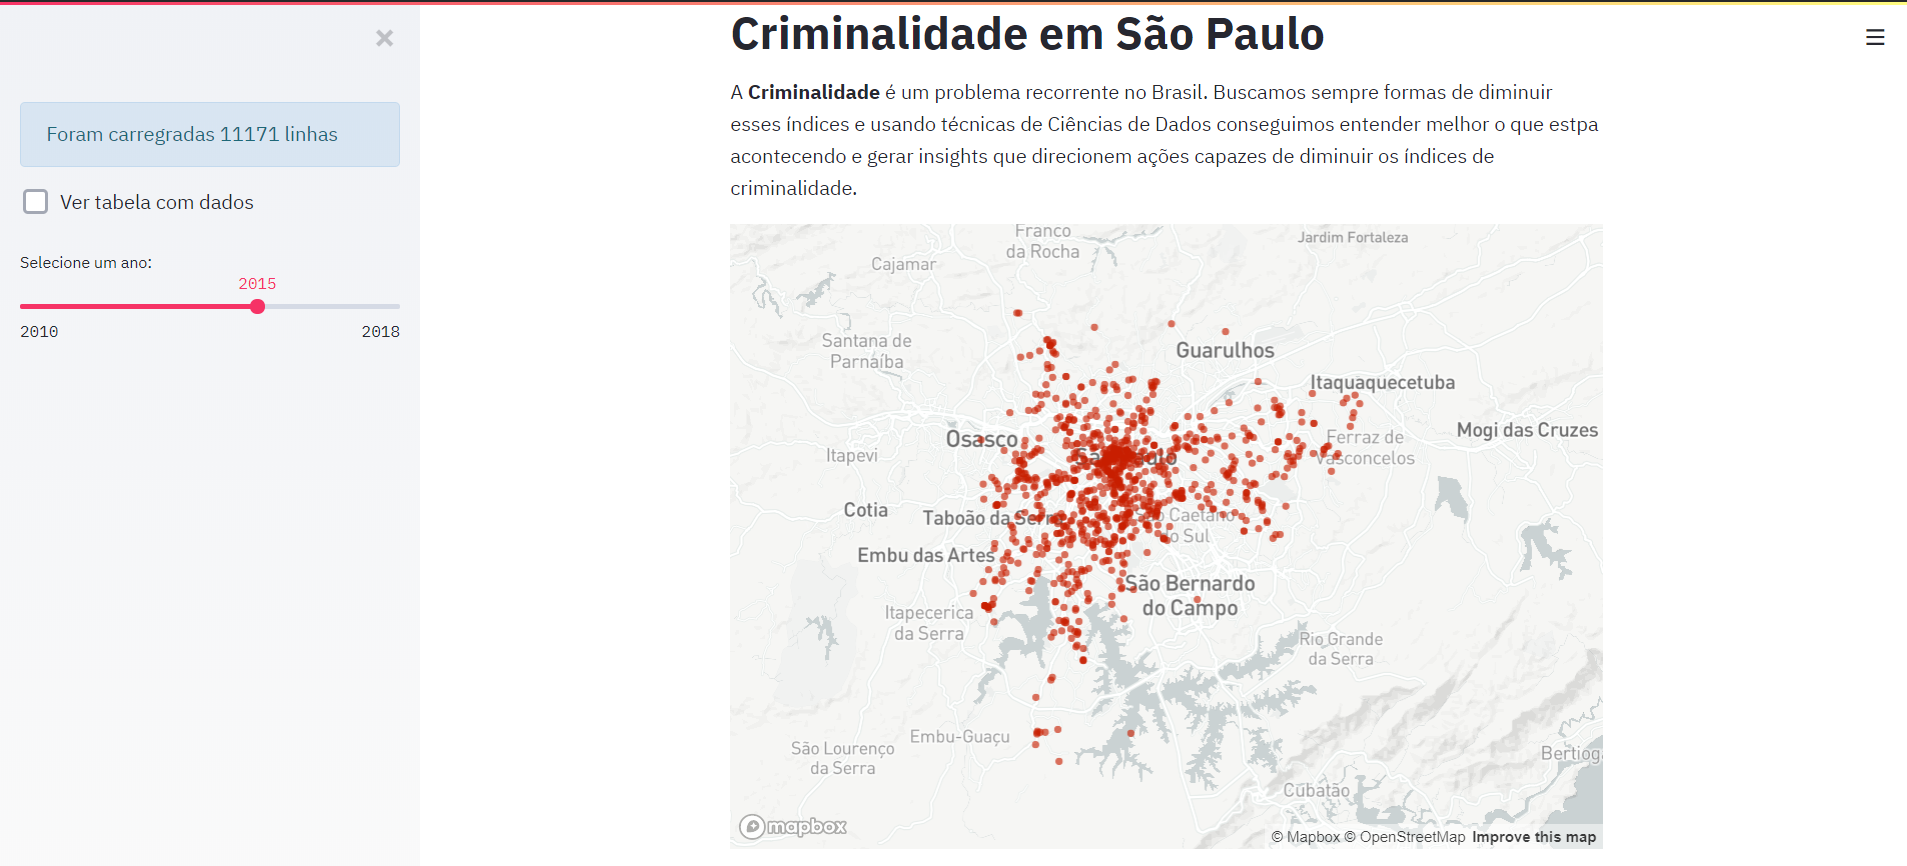 Foram carregradas 11171 linhas
Ver tabela com dados
Selecione um ano:
2015
2010
2018
Criminalidade em São Paulo
A Criminalidade é um problema recorrente no Brasil. Buscamos sempre formas de diminuir
esses índices e usando técnicas de Ciências de Dados conseguimos entender melhor o que estpa
acontecendo e gerar insights que direcionem ações capazes de diminuir os índices de
criminalidade.
Franco
da Rocha
Jardim Fortaleza
Cajamar
Santana de
Parnaíba
Guarulhos
Itaquaquecetuba
Osasco
Mogi das Cruzes
Ferraz de
Vasconcelos
Itapevi
São Paulo
Cotia
Taboão da Serra
São Caetano
do Sul
Embu das Artes
São Bernardo
do Campo
Itapecerica
da Serra
Rio Grande
da Serra
Embu-Guaçu
São Lourenço
da Serra
Bertiog
Cubatão
mapbox
© Mapbox © OpenStreetMap Improve this map